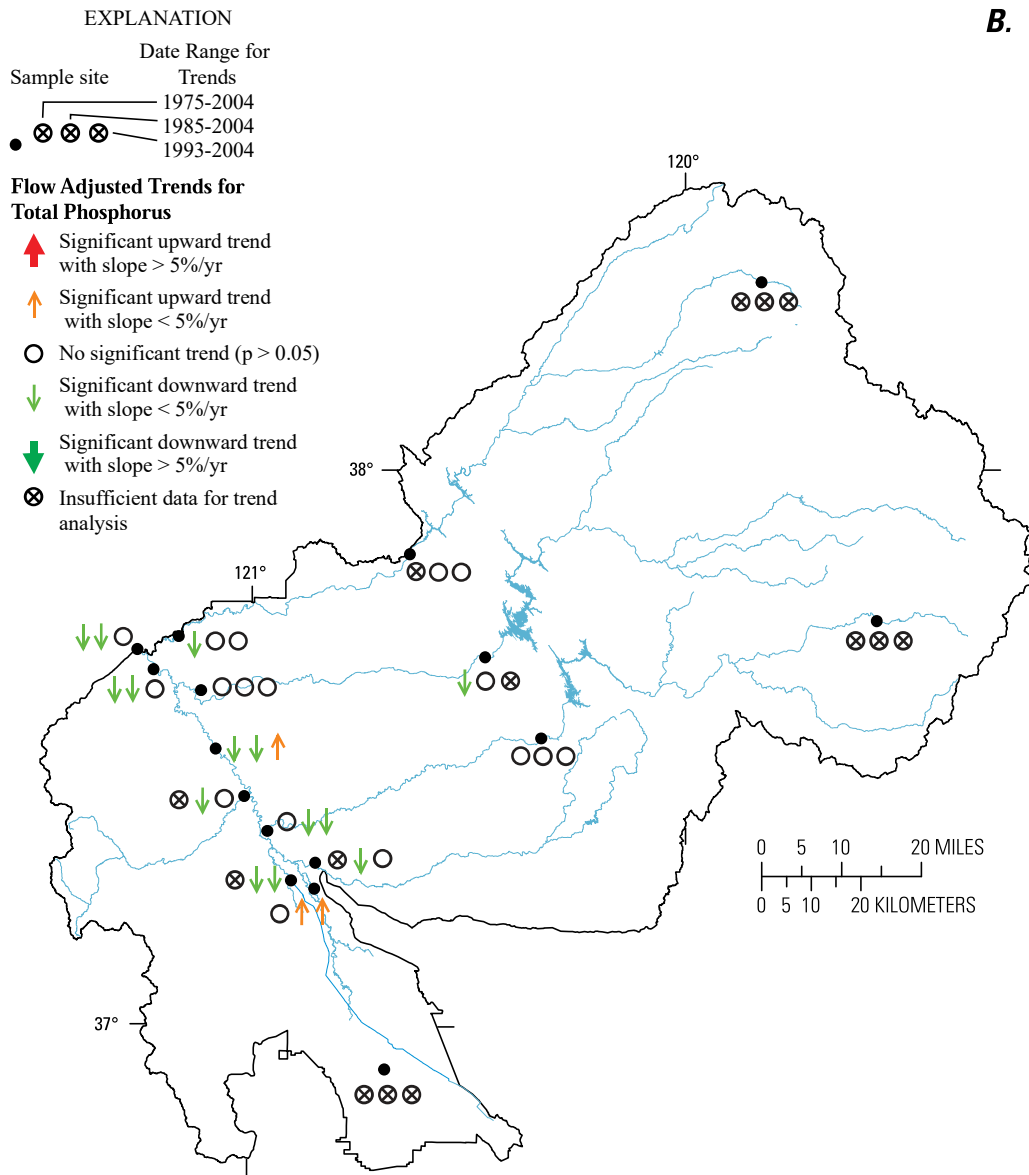 EXPLANATION
B.
Date Range for
Sample site
Trends
1975-2004
1985-2004
1993-2004
Flow Adjusted Trends for
Total Phosphorus
Significant upward trend
with slope > 5%/yr
Significant upward trend
with slope < 5%/yr
No significant trend (p > 0.05)
Significant downward trend
with slope < 5%/yr
Significant downward trend
with slope > 5%/yr
Insufficient data for trend
analysis
120°
38°
121°
37°
0 5 10 20 MILES
0 5 10 20 KILOMETERS